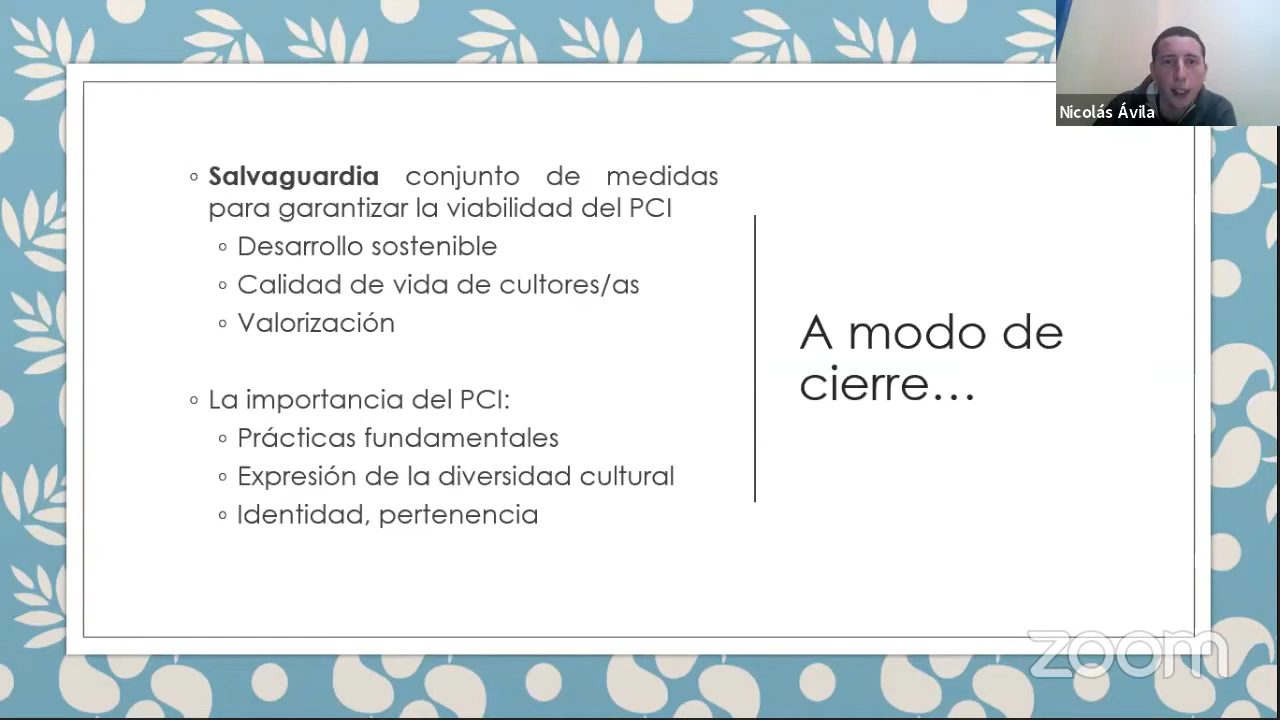 Nicolás Ávila
◦ Salvaguardia conjunto de medidas
para garantizar la viabilidad del PCI
◦ Desarrollo sostenible
◦ Calidad de vida de cultores/as
◦ Valorización
◦ La importancia del PCI:
◦ Prácticas fundamentales
◦ Expresión de la diversidad cultural
◦ Identidad, pertenencia
A modo de
cierre...
zoom